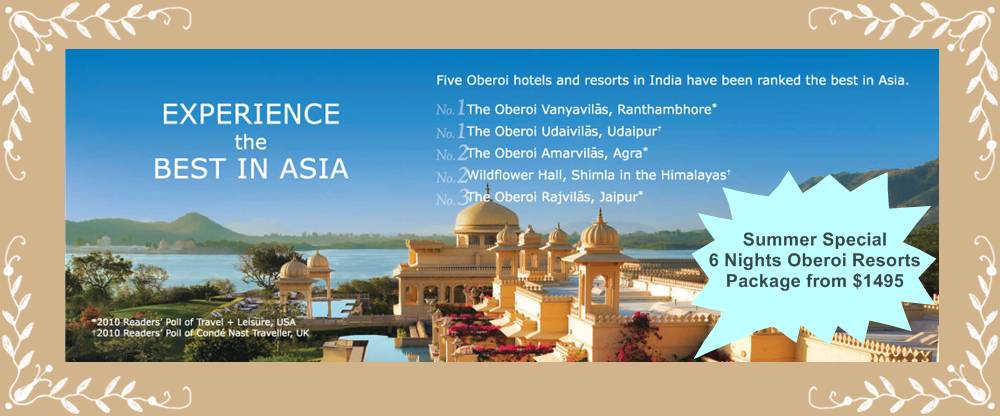 EXPERIENCE
the
BEST IN ASIA
Five Oberoi hotels and resorts in India have been ranked the best in Asia.
No. 1 The Oberoi Vanyavilās, Ranthambhore*
No. 1 The Oberoi Udaivilās, Udaipur†
No. 2 The Oberoi Amarvilās, Agra*
No. 2 Wildflower Hall, Shimla in the Himalayas†
No. 3 The Oberoi Rajvilās, Jaipur*
Summer Special
6 Nights Oberoi Resorts
Package from $1495
*2010 Readers' Poll of Travel + Leisure, USA
†2010 Readers' Poll of Condé Nast Traveller, UK